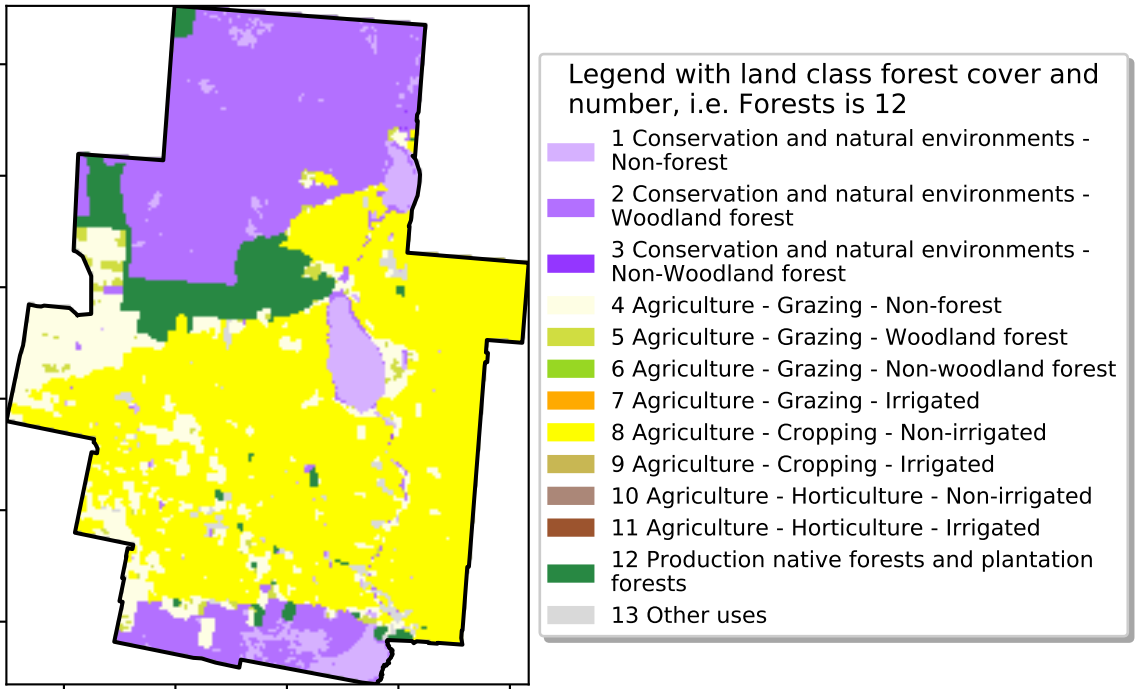 Legend with land class forest cover and
number, i.e. Forests is 12
1 Conservation and natural environments -
Non-forest
2 Conservation and natural environments -
Woodland forest
3 Conservation and natural environments -
Non-Woodland forest
4 Agriculture - Grazing - Non-forest
5 Agriculture - Grazing - Woodland forest
6 Agriculture - Grazing - Non-woodland forest
7 Agriculture - Grazing - Irrigated
8 Agriculture - Cropping - Non-irrigated
9 Agriculture - Cropping - Irrigated
10 Agriculture - Horticulture - Non-irrigated
11 Agriculture - Horticulture - Irrigated
12 Production native forests and plantation
forests
13 Other uses